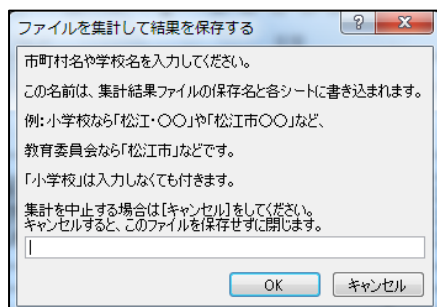 ファイルを集計して結果を保存する
市町村名や学校名を入力してください。
この名前は、集計結果ファイルの保存名と各シートに書き込まれます。
例:小学校なら「松江・〇〇」や「松江市〇〇」など、
教育委員会なら「松江市」などです。
「小学校」は入力しなくても付きます。
集計を中止する場合は[キャンセル]をしてください。
キャンセルすると、このファイルを保存せずに閉じます。
OK
キャンセル